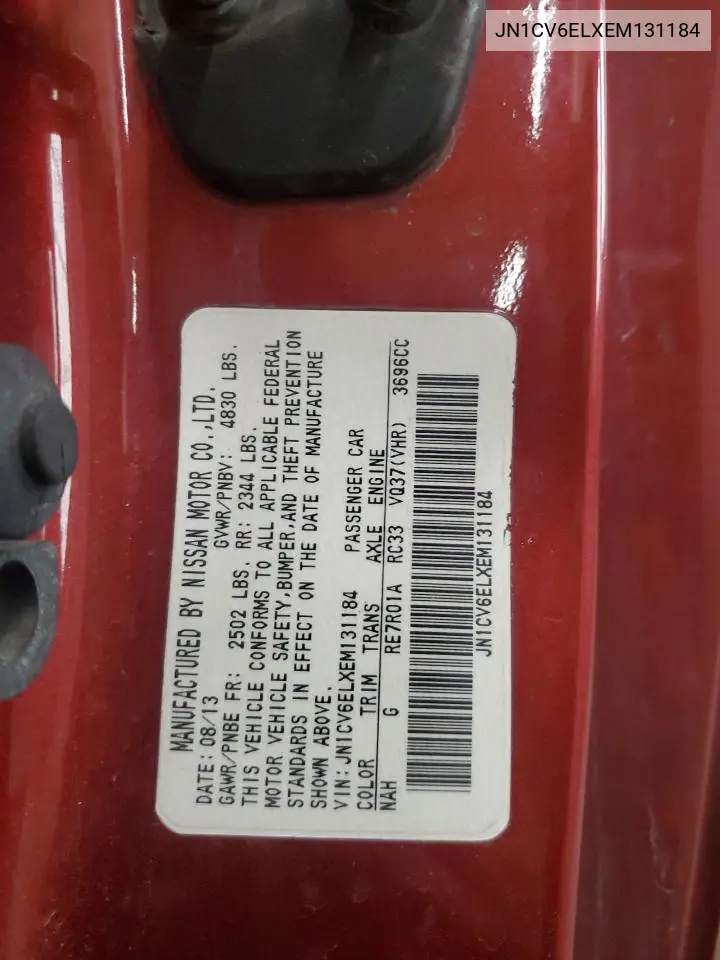 JN1CV6ELXEM131184
MANUFACTURED BY NISSAN MOTOR CO.,LTD.
DATE: 08/13 GVWR/PNBV: 4830 LBS.
GAWR/PNBE FR: 2502 LBS. RR: 2344 LBS.
THIS VEHICLE CONFORMS TO ALL APPLICABLE FEDERAL
MOTOR VEHICLE SAFETY,BUMPER,AND THEFT PREVENTION
STANDARDS IN EFFECT ON THE DATE OF MANUFACTURE
SHOWN ABOVE.
VIN: JN1CV6ELXEM131184 PASSENGER CAR
COLOR TRIM TRANS AXLE ENGINE
NAH G RE7R01A RC33 VQ37(VHR) 3696CC
JN1CV6ELXEM131184